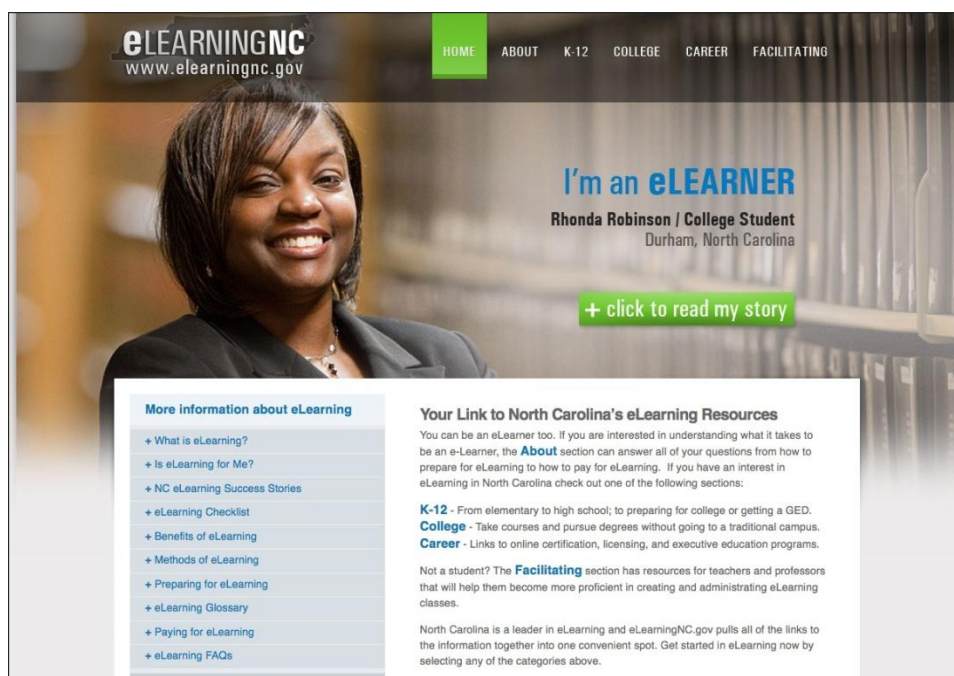 eLEARNINGNC
www.elearningnc.gov
HOME ABOUT K-12 COLLEGE CAREER FACILITATING
I'm an eLEARNER
Rhonda Robinson / College Student
Durham, North Carolina
+ click to read my story
More information about eLearning
+ What is eLearning?
+ Is eLearning for Me?
+ NC eLearning Success Stories
+ eLearning Checklist
+ Benefits of eLearning
+ Methods of eLearning
+ Preparing for eLearning
+ eLearning Glossary
+ Paying for eLearning
+ eLearning FAQs
Your Link to North Carolina's eLearning Resources
You can be an eLearner too. If you are interested in understanding what it takes to
be an e-Learner, the About section can answer all of your questions from how to
prepare for eLearning to how to pay for eLearning. If you have an interest in
eLearning in North Carolina check out one of the following sections:
K-12 - From elementary to high school; to preparing for college or getting a GED.
College - Take courses and pursue degrees without going to a traditional campus.
Career - Links to online certification, licensing, and executive education programs.
Not a student? The Facilitating section has resources for teachers and professors
that will help them become more proficient in creating and administrating eLearning
classes.
North Carolina is a leader in eLearning and eLearningNC.gov pulls all of the links to
the information together into one convenient spot. Get started in eLearning now by
selecting any of the categories above.